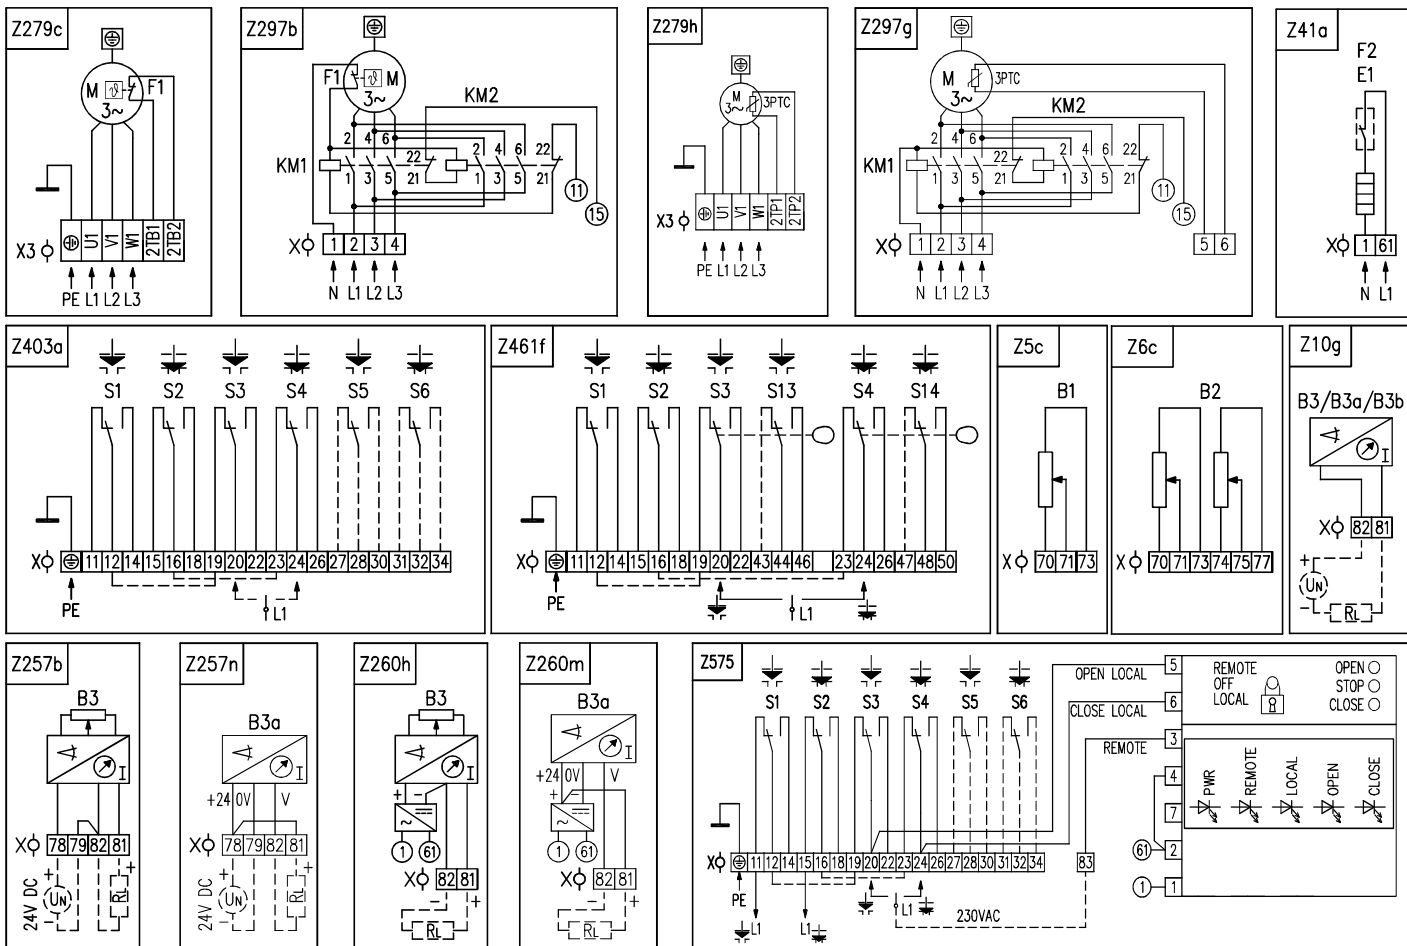 Z279c
M ϑ F1
3~
X3 U1 V1 W1 2TB1 2TB2
PE L1 L2 L3
Z297b
F1 ϑ M
3~
KM2
2 4 6 22 2 4 6 22
KM1
1 3 5 21 1 3 5 21
11
15
X 1 2 3 4
N L1 L2 L3
Z279h
M
3~ 3PTC
X3 U1 V1 W1 2TP1 2TP2
PE L1 L2 L3
Z297g
M 3PTC
3~
KM2
2 4 6 22 2 4 6 22
KM1
1 3 5 21 1 3 5 21
11
15
X 1 2 3 4 5 6
N L1 L2 L3
Z41a
F2
E1
X 1 61
N L1
Z403a
S1 S2 S3 S4 S5 S6
X 11 12 14 15 16 18 19 20 22 23 24 26 27 28 30 31 32 34
PE
L1
Z461f
S1 S2 S3 S13 S4 S14
X 11 12 14 15 16 18 19 20 22 43 44 46 23 24 26 47 48 50
PE
L1
Z5c
B1
X 70 71 73
Z6c
B2
X 70 71 73 74 75 77
Z10g
B3/B3a/B3b
I
X 82 81
+
UN
- RL
Z257b
B3
I
X 78 79 82 81
+ +
24V DC UN RL
-
Z257n
B3a
I
+24 0V V
X 78 79 82 81
+ +
24V DC UN RL
-
Z260h
B3
I
+ -
~
1 61
X 82 81
- +
RL
Z260m
B3a
I
+24 0V V
+ -
~
1 61
X 82 81
- +
RL
Z575
S1 S2 S3 S4 S5 S6
X 11 12 14 15 16 18 19 20 22 23 24 26 27 28 30 31 32 34 83
PE
L1 L1 L1
230VAC
OPEN LOCAL 5
CLOSE LOCAL 6
REMOTE 3
4
7
61 2
1 1
REMOTE
OFF
LOCAL
OPEN
STOP
CLOSE
PWR
REMOTE
LOCAL
OPEN
CLOSE